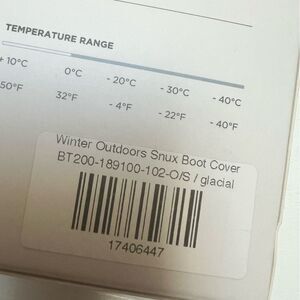 TEMPERATURE RANGE
+ 10°C 0°C - 20°C - 30°C - 40°C
50°F 32°F - 4°F - 22°F - 40°F
Winter Outdoors Snux Boot Cover
BT200-189100-102-O/S / glacial
17406447